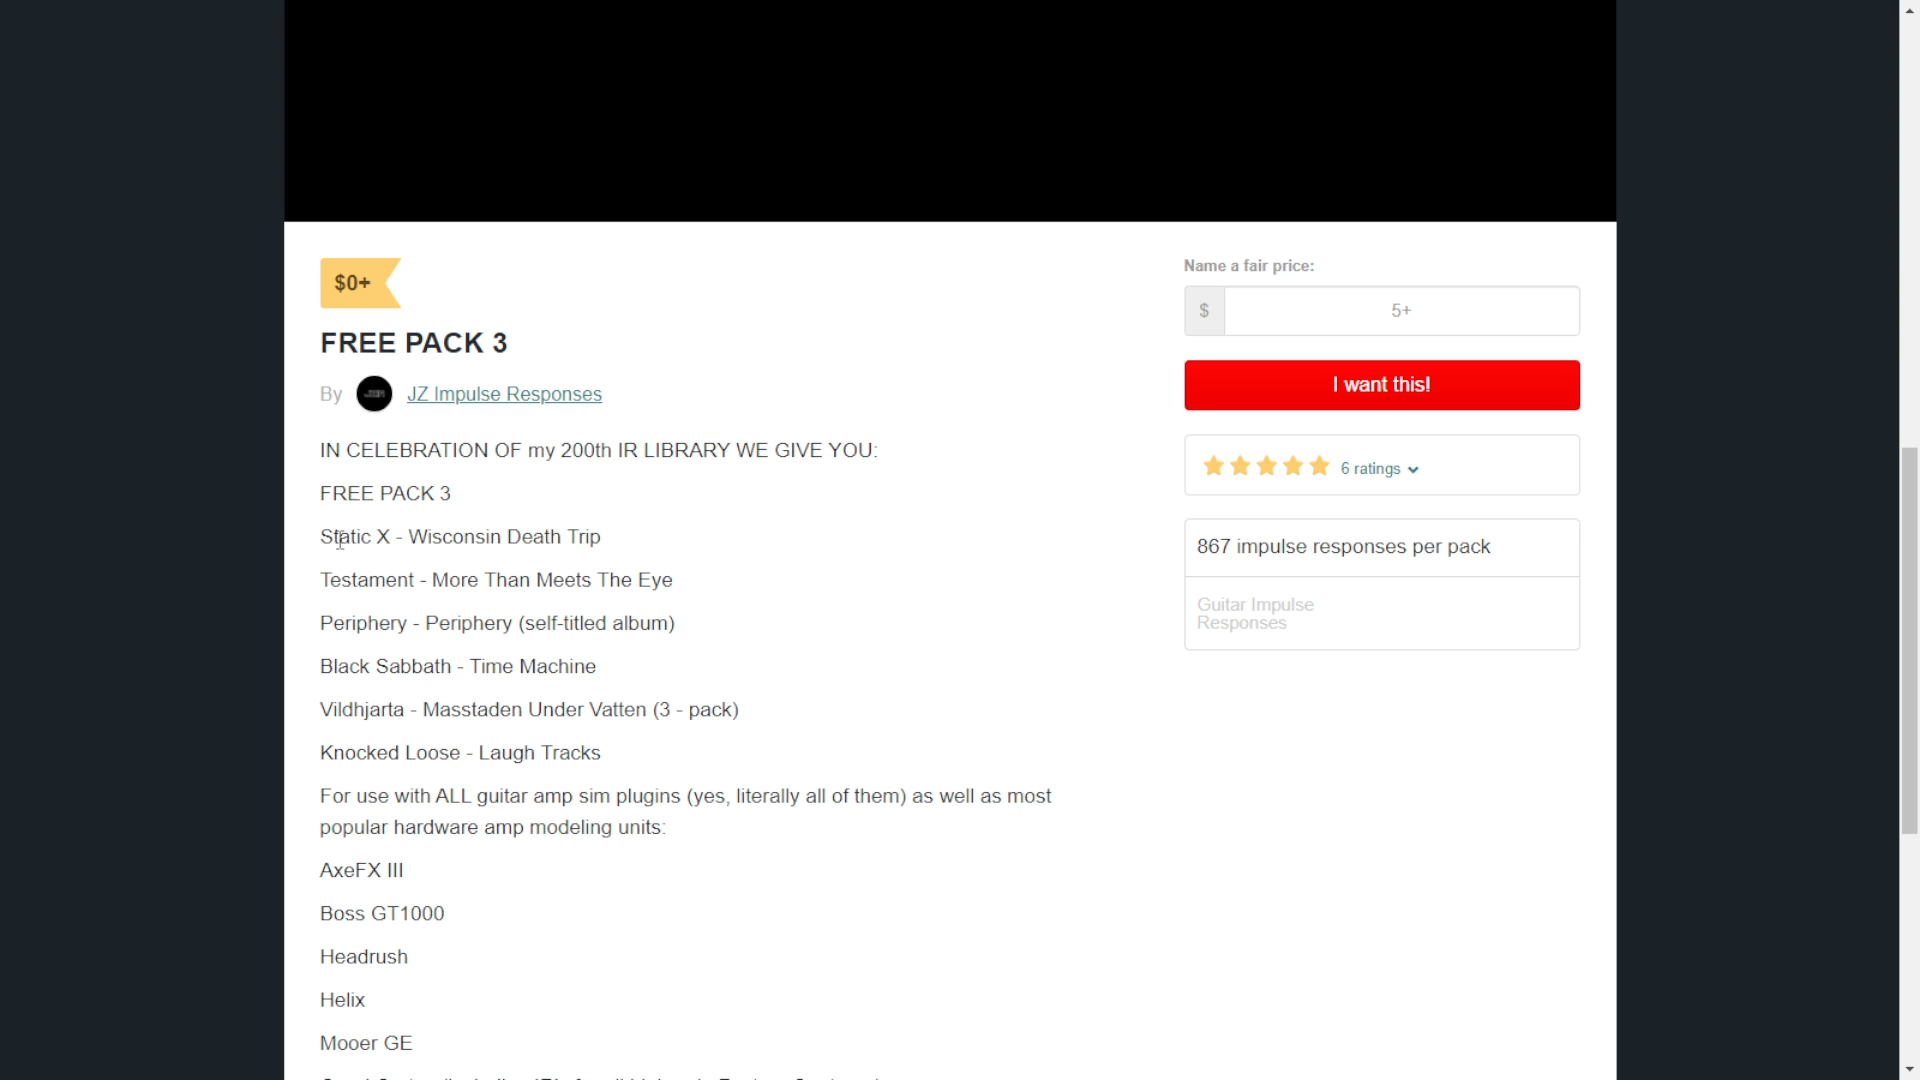 $0+
FREE PACK 3
By JZ Impulse Responses
IN CELEBRATION OF my 200th IR LIBRARY WE GIVE YOU:
FREE PACK 3
Static X - Wisconsin Death Trip
Testament - More Than Meets The Eye
Periphery - Periphery (self-titled album)
Black Sabbath - Time Machine
Vildhjarta - Masstaden Under Vatten (3 - pack)
Knocked Loose - Laugh Tracks
For use with ALL guitar amp sim plugins (yes, literally all of them) as well as most
popular hardware amp modeling units:
AxeFX III
Boss GT1000
Headrush
Helix
Mooer GE
Name a fair price:
$ 5+
I want this!
6 ratings
867 impulse responses per pack
Guitar Impulse
Responses